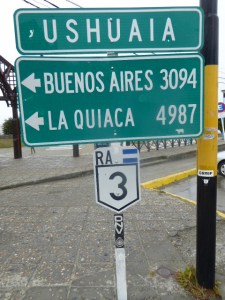 USHUAIA
BUENOS AIRES 3094
LA QUIACA 4987
RA.
3